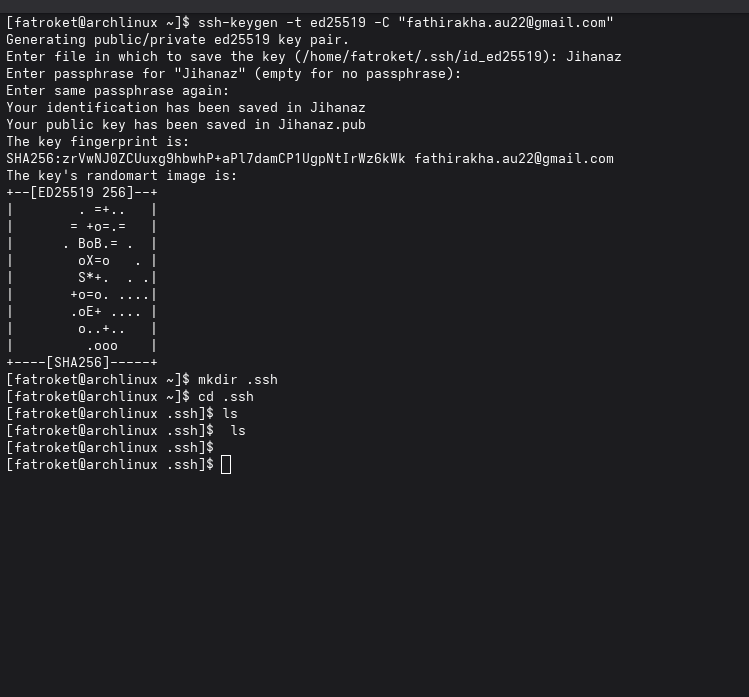 [fatroket@archlinux ~]$ ssh-keygen -t ed25519 -C "fathirakha.au22@gmail.com"
Generating public/private ed25519 key pair.
Enter file in which to save the key (/home/fatroket/.ssh/id_ed25519): Jihanaz
Enter passphrase for "Jihanaz" (empty for no passphrase):
Enter same passphrase again:
Your identification has been saved in Jihanaz
Your public key has been saved in Jihanaz.pub
The key fingerprint is:
SHA256:zrVwNJ0ZCUuxg9hbwhP+aPl7damCP1UgpNtIrWz6kWk fathirakha.au22@gmail.com
The key's randomart image is:
+--[ED25519 256]--+
|        . =+..   |
|       = +o=.=   |
|      . BoB.= .  |
|        oX=o   . |
|        S*+.  . .|
|       +o=o. ....|
|       .oE+ .... |
|        o..+..   |
|         .ooo    |
+----[SHA256]-----+
[fatroket@archlinux ~]$ mkdir .ssh
[fatroket@archlinux ~]$ cd .ssh
[fatroket@archlinux .ssh]$ ls
[fatroket@archlinux .ssh]$  ls
[fatroket@archlinux .ssh]$
[fatroket@archlinux .ssh]$